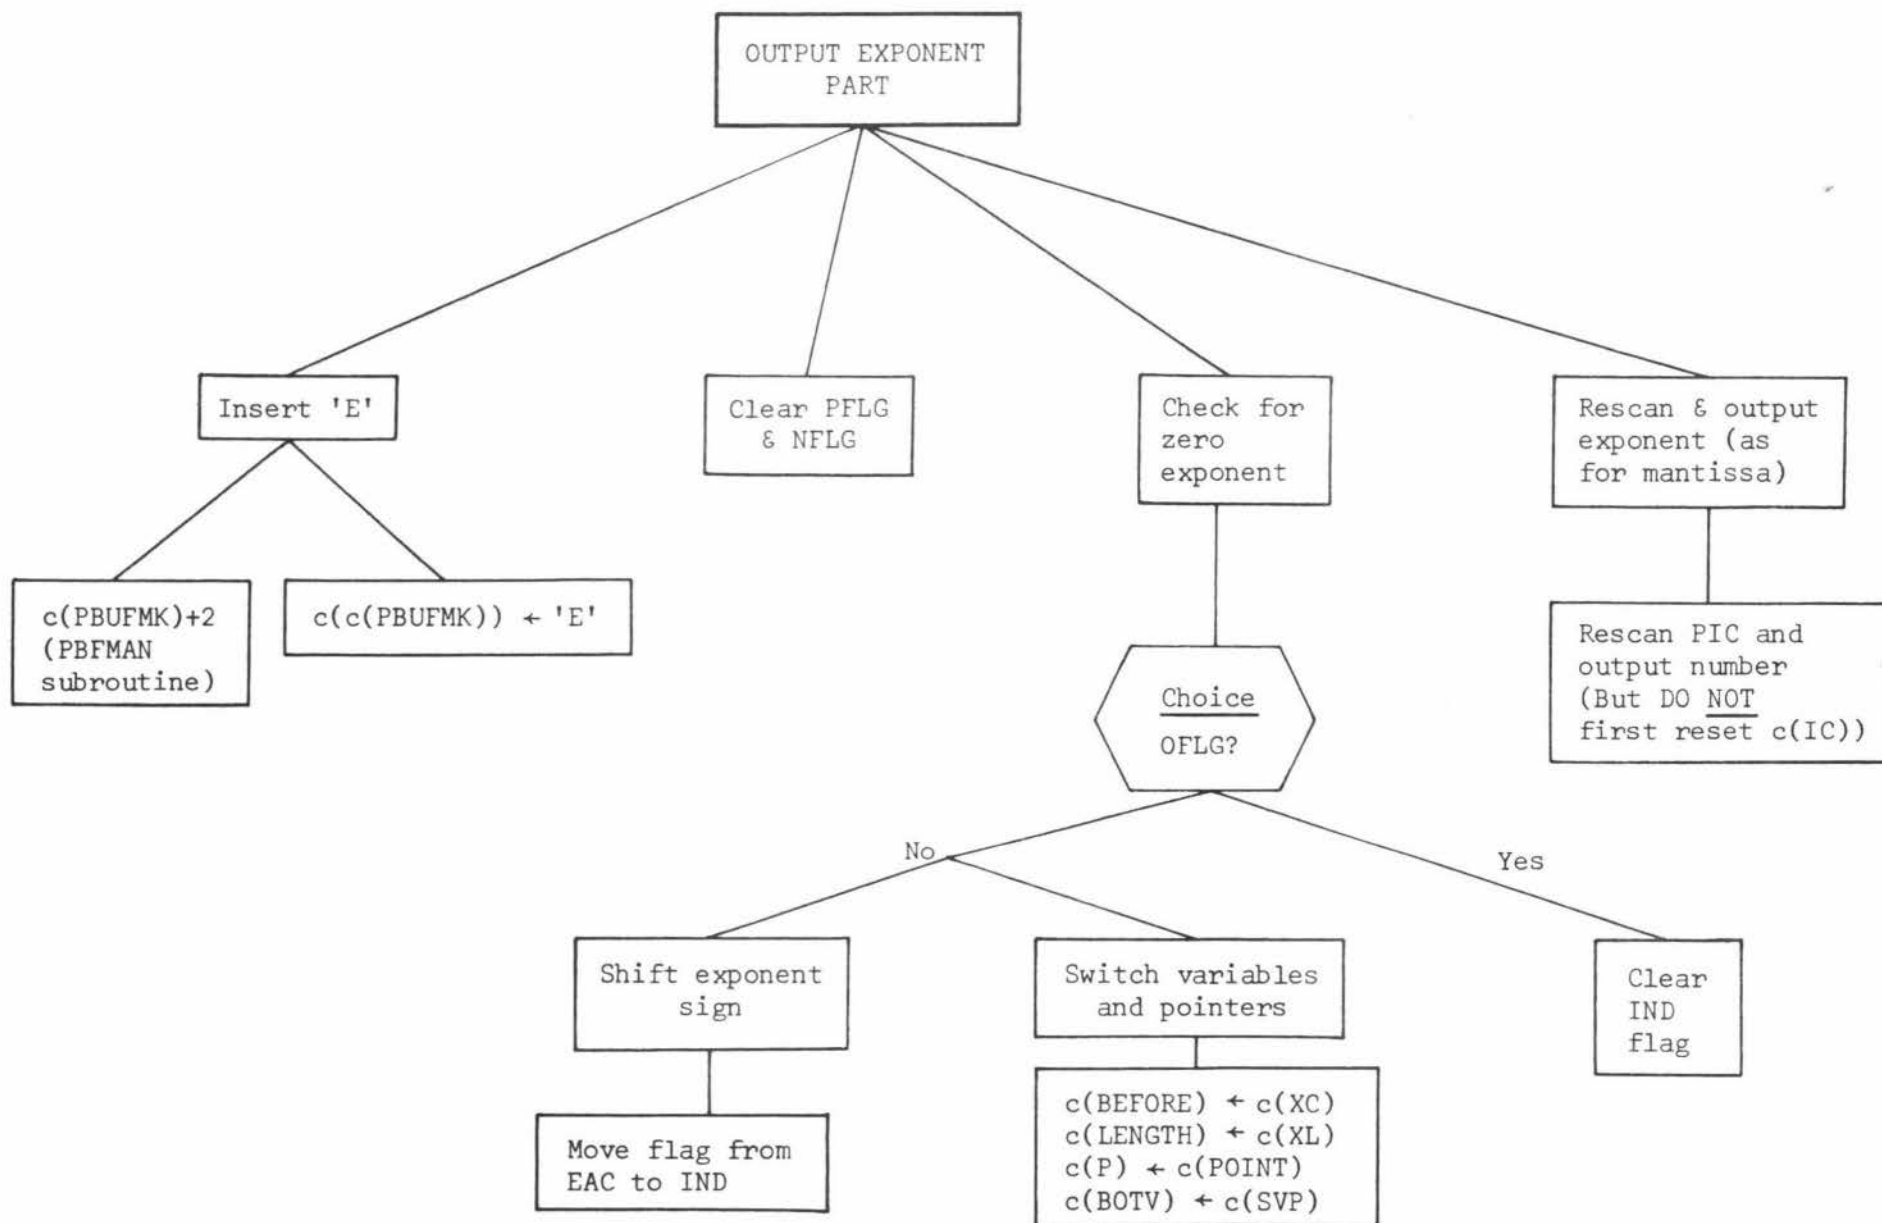 OUTPUT EXPONENT
PART
Insert 'E'
Clear PFLG
& NFLG
Check for
zero
exponent
Rescan & output
exponent (as
for mantissa)
c(PBUFMK)+2
(PBFMAN
subroutine)
c(c(PBUFMK)) ← 'E'
Rescan PIC and
output number
(But DO NOT
first reset c(IC))
Choice
OFLG?
No
Yes
Shift exponent
sign
Switch variables
and pointers
Clear
IND
flag
Move flag from
EAC to IND
c(BEFORE) ← c(XC)
c(LENGTH) ← c(XL)
c(P) ← c(POINT)
c(BOTV) ← c(SVP)